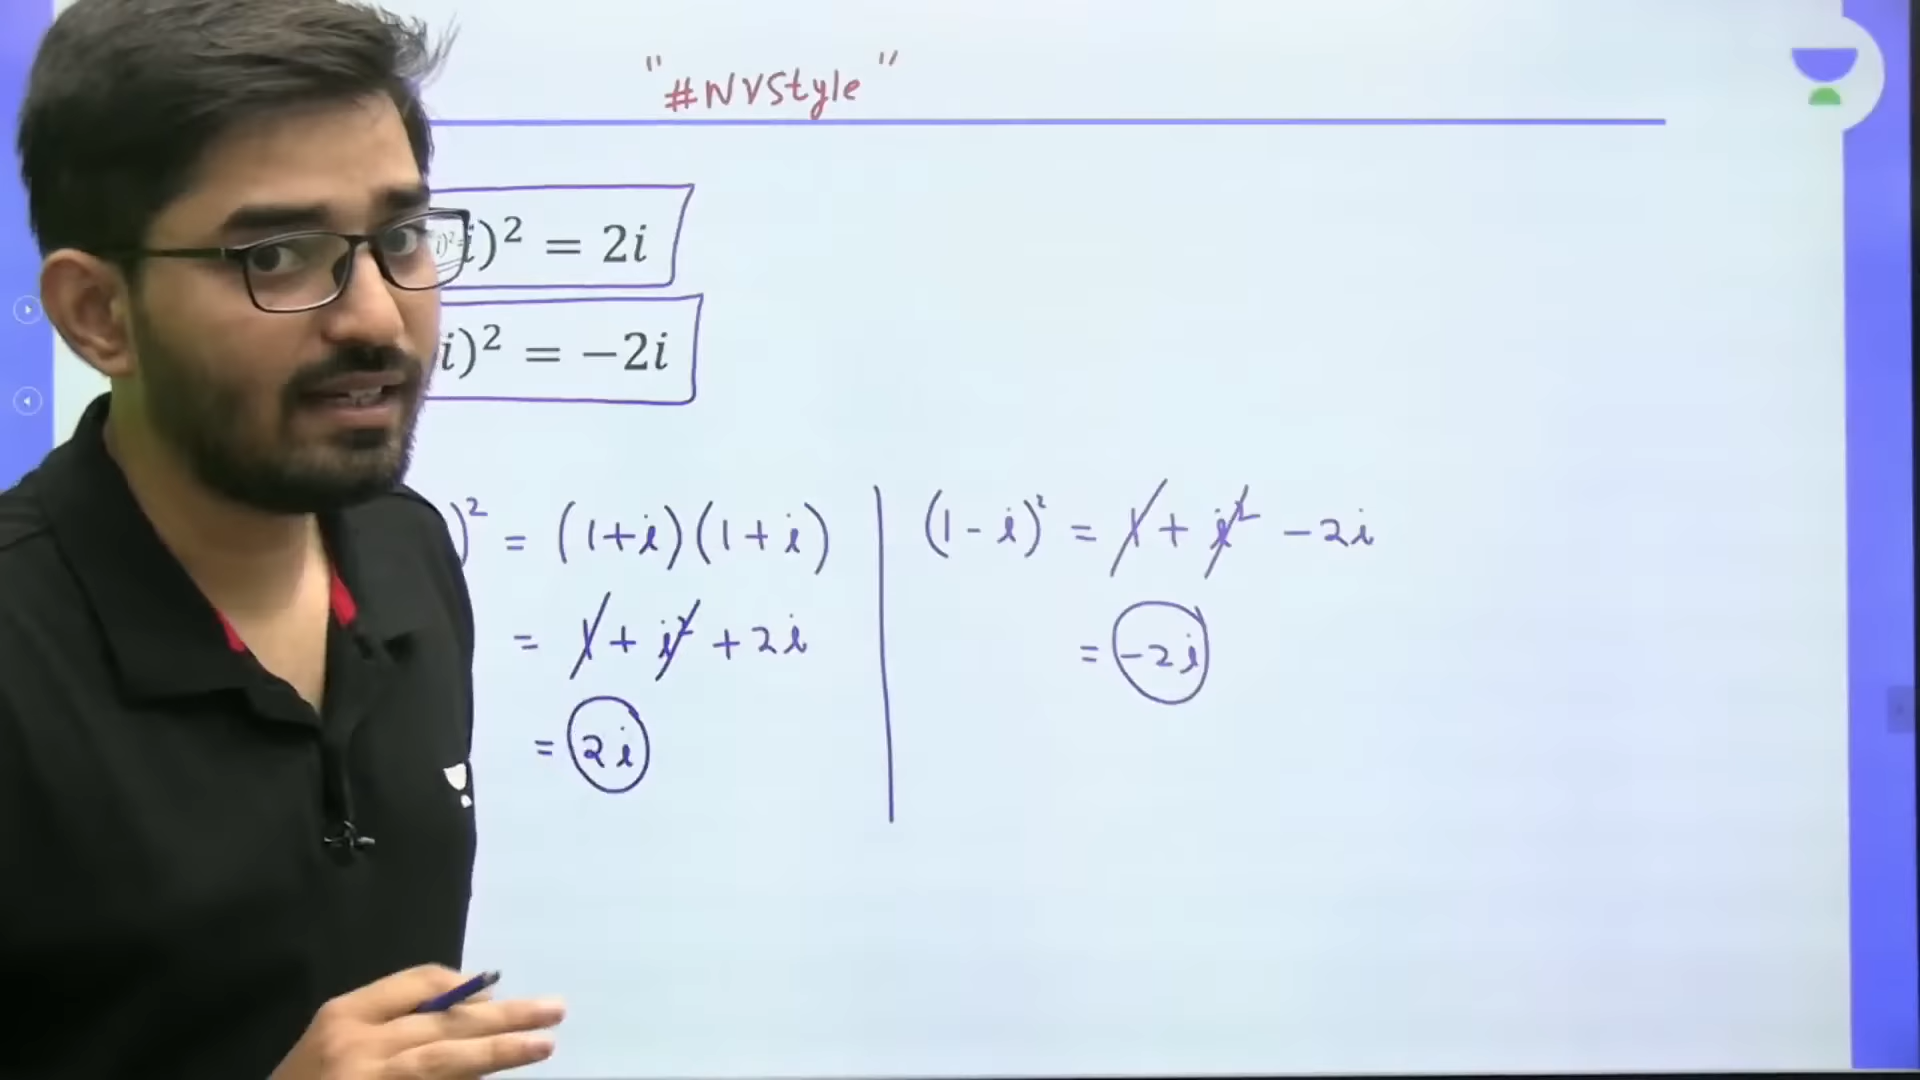 "#NVStyle"
i)² = 2i
i)² = −2i
)² = (1+i)(1+i)
= 1 + i² + 2i
= 2i
(1-i)² = 1 + i² - 2i
= -2i